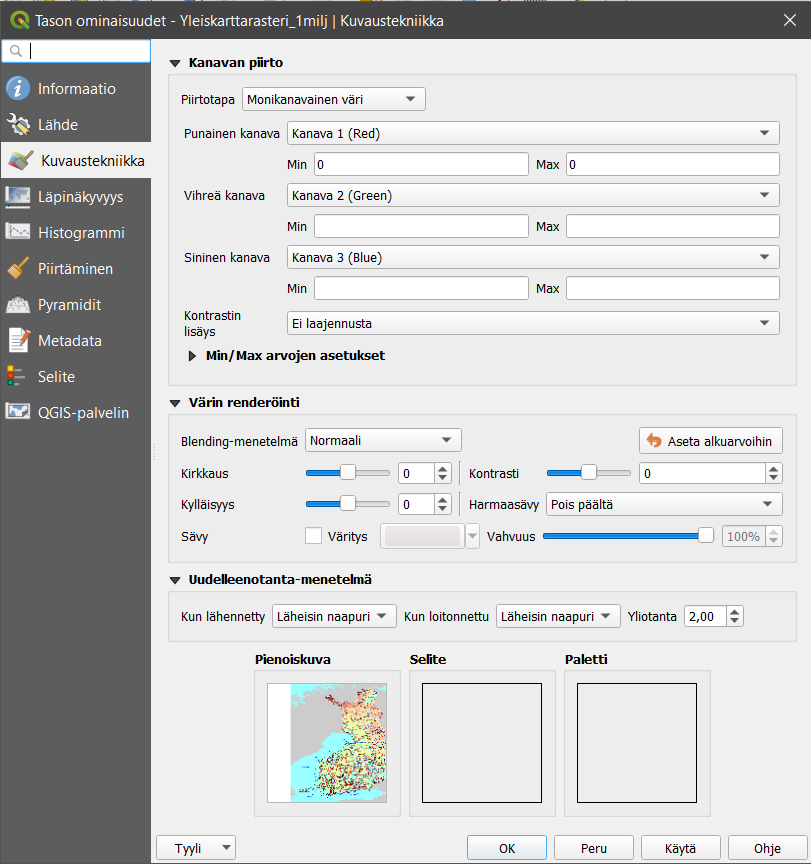 Tason ominaisuudet - Yleiskarttarasteri_1milj | Kuvaustekniikka
Informaatio
Lähde
Kuvaustekniikka
Läpinäkyvyys
Histogrammi
Piirtäminen
Pyramidit
Metadata
Selite
QGIS-palvelin
Kanavan piirto
Piirtotapa Monikanavainen väri
Punainen kanava Kanava 1 (Red)
Min 0 Max 0
Vihreä kanava Kanava 2 (Green)
Min Max
Sininen kanava Kanava 3 (Blue)
Min Max
Kontrastin
lisäys Ei laajennusta
Min/Max arvojen asetukset
Värin renderöinti
Blending-menetelmä Normaali Aseta alkuarvoihin
Kirkkaus 0 Kontrasti 0
Kylläisyys 0 Harmaasävy Pois päältä
Sävy Väritys Vahvuus 100%
Uudelleenotanta-menetelmä
Kun lähennetty Läheisin naapuri Kun loitonnettu Läheisin naapuri Yliotanta 2,00
Pienoiskuva Selite Paletti
Tyyli OK Peru Käytä Ohje